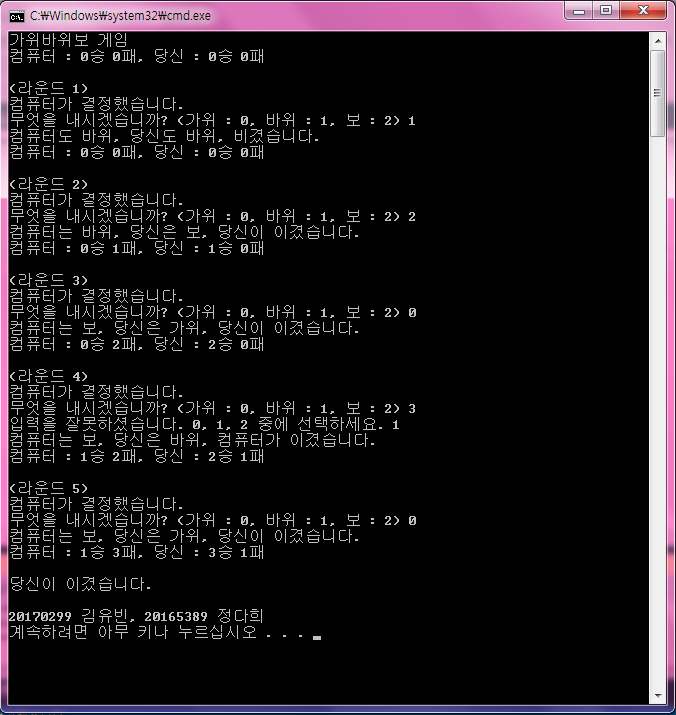 C:\Windows\system32\cmd.exe
가위바위보 게임
컴퓨터 : 0승 0패, 당신 : 0승 0패
(라운드 1)
컴퓨터가 결정했습니다.
무엇을 내시겠습니까? (가위 : 0, 바위 : 1, 보 : 2) 1
컴퓨터도 바위, 당신도 바위, 비겼습니다.
컴퓨터 : 0승 0패, 당신 : 0승 0패
(라운드 2)
컴퓨터가 결정했습니다.
무엇을 내시겠습니까? (가위 : 0, 바위 : 1, 보 : 2) 2
컴퓨터는 바위, 당신은 보, 당신이 이겼습니다.
컴퓨터 : 0승 1패, 당신 : 1승 0패
(라운드 3)
컴퓨터가 결정했습니다.
무엇을 내시겠습니까? (가위 : 0, 바위 : 1, 보 : 2) 0
컴퓨터는 보, 당신은 가위, 당신이 이겼습니다.
컴퓨터 : 0승 2패, 당신 : 2승 0패
(라운드 4)
컴퓨터가 결정했습니다.
무엇을 내시겠습니까? (가위 : 0, 바위 : 1, 보 : 2) 3
입력을 잘못하셨습니다. 0, 1, 2 중에 선택하세요. 1
컴퓨터는 보, 당신은 바위, 컴퓨터가 이겼습니다.
컴퓨터 : 1승 2패, 당신 : 2승 1패
(라운드 5)
컴퓨터가 결정했습니다.
무엇을 내시겠습니까? (가위 : 0, 바위 : 1, 보 : 2) 0
컴퓨터는 보, 당신은 가위, 당신이 이겼습니다.
컴퓨터 : 1승 3패, 당신 : 3승 1패
당신이 이겼습니다.
20170299 김유빈, 20165389 정다희
계속하려면 아무 키나 누르십시오 . . .